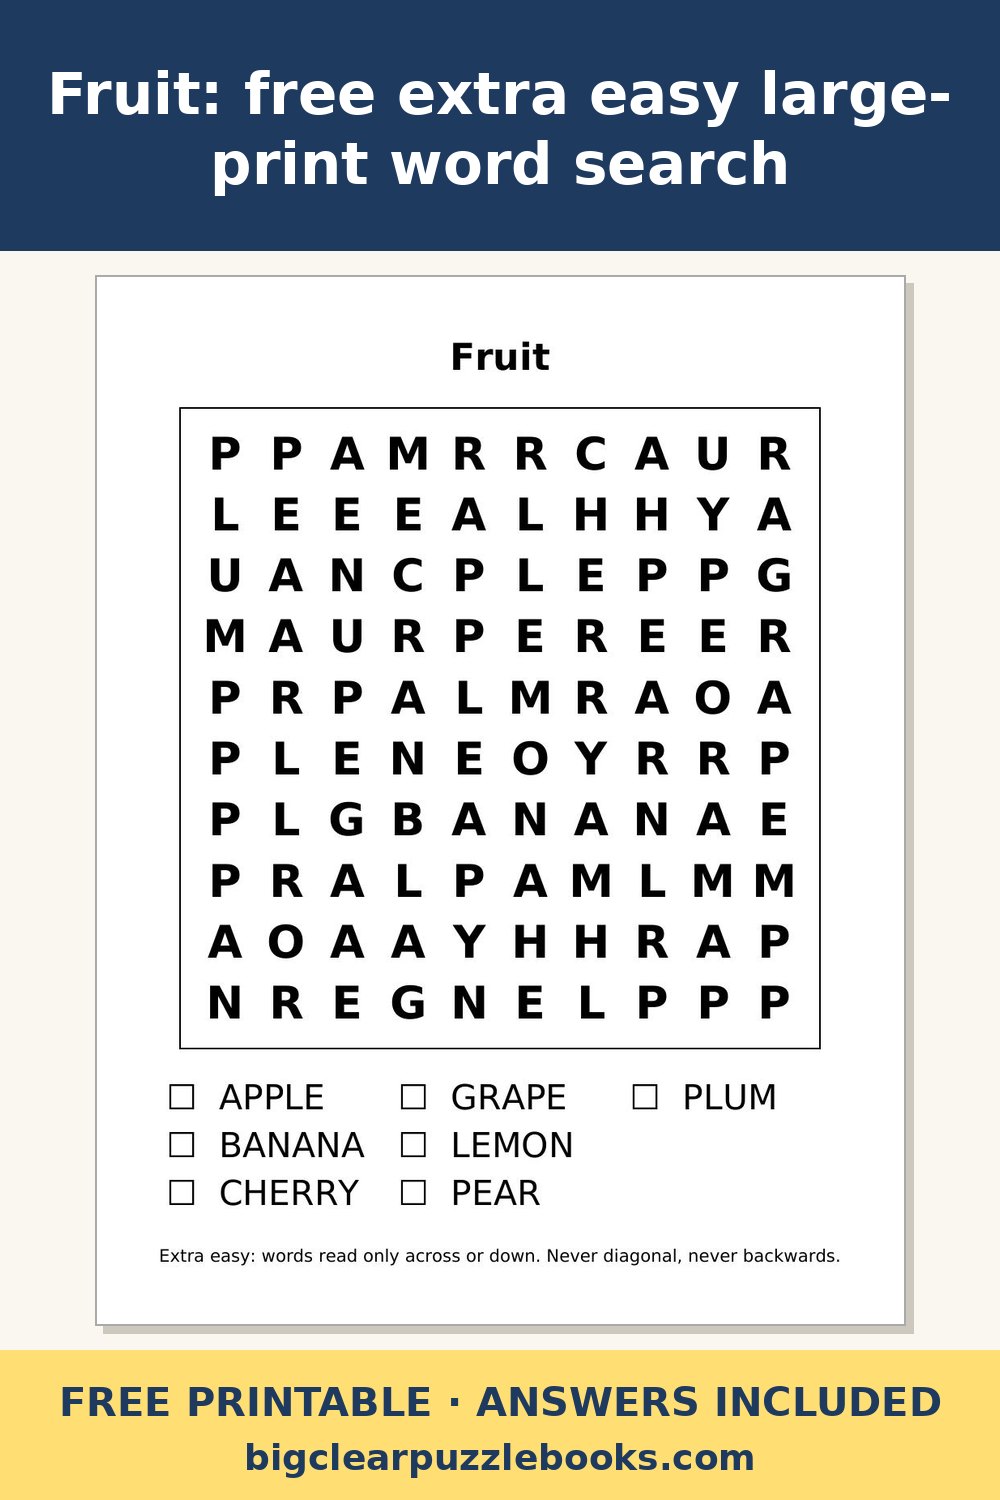 Fruit: free extra easy large-
print word search
Fruit
P P A M R R C A U R
L E E E A L H H Y A
U A N C P L E P P G
M A U R P E R E E R
P R P A L M R A O A
P L E N E O Y R R P
P L G B A N A N A E
P R A L P A M L M M
A O A A Y H H R A P
N R E G N E L P P P
☐ APPLE ☐ GRAPE ☐ PLUM
☐ BANANA ☐ LEMON
☐ CHERRY ☐ PEAR
Extra easy: words read only across or down. Never diagonal, never backwards.
FREE PRINTABLE · ANSWERS INCLUDED
bigclearpuzzlebooks.com